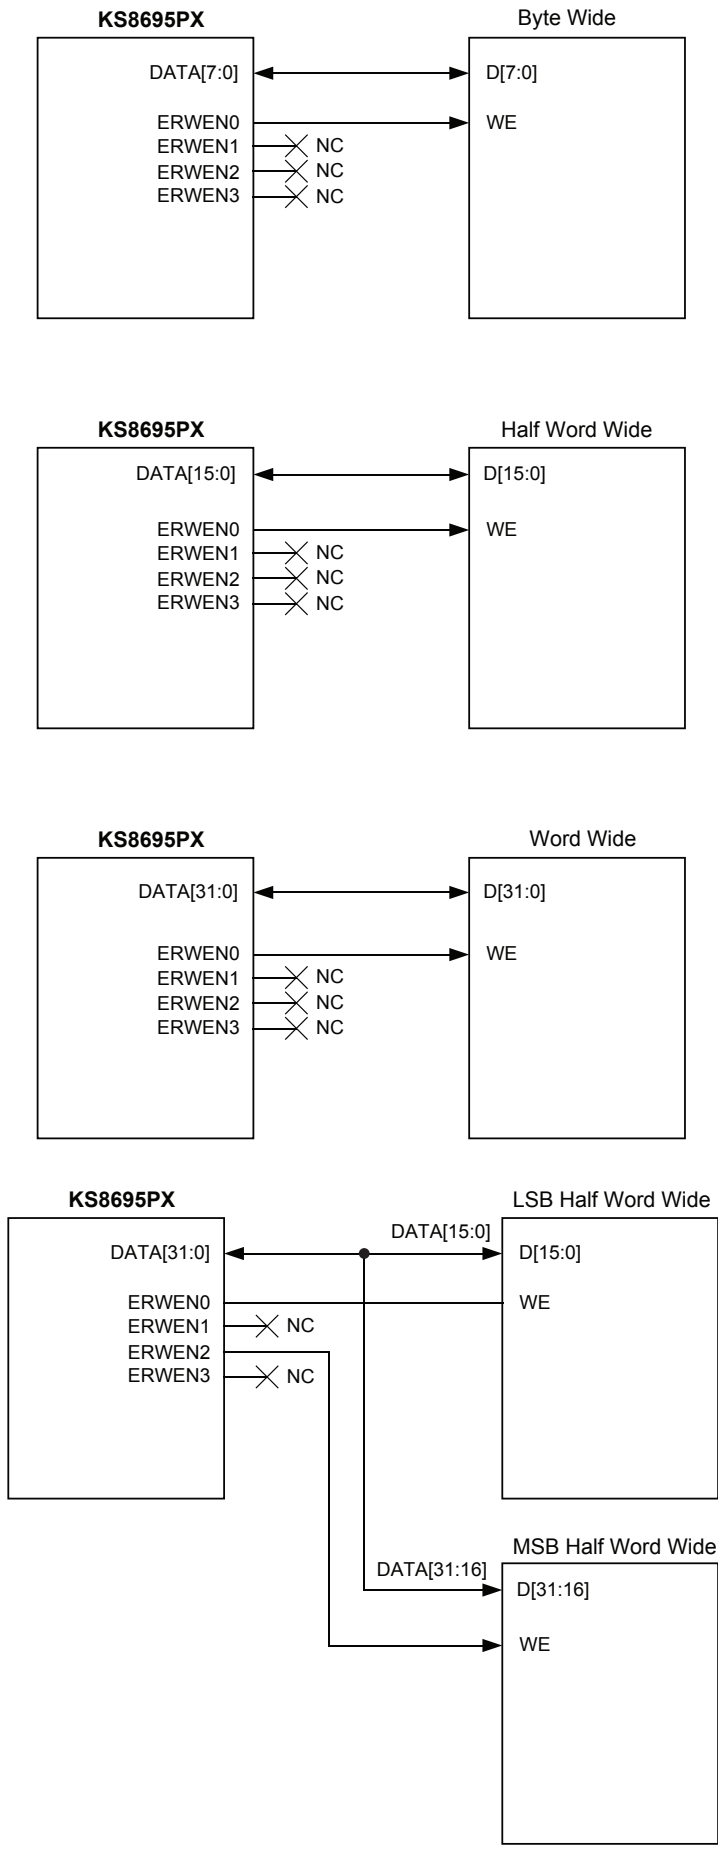 KS8695PX Byte Wide
DATA[7:0] D[7:0]
ERWEN0 WE
ERWEN1 NC
ERWEN2 NC
ERWEN3 NC
KS8695PX Half Word Wide
DATA[15:0] D[15:0]
ERWEN0 WE
ERWEN1 NC
ERWEN2 NC
ERWEN3 NC
KS8695PX Word Wide
DATA[31:0] D[31:0]
ERWEN0 WE
ERWEN1 NC
ERWEN2 NC
ERWEN3 NC
KS8695PX LSB Half Word Wide
DATA[15:0]
DATA[31:0] D[15:0]
ERWEN0 WE
ERWEN1 NC
ERWEN2
ERWEN3 NC
MSB Half Word Wide
DATA[31:16]
D[31:16]
WE